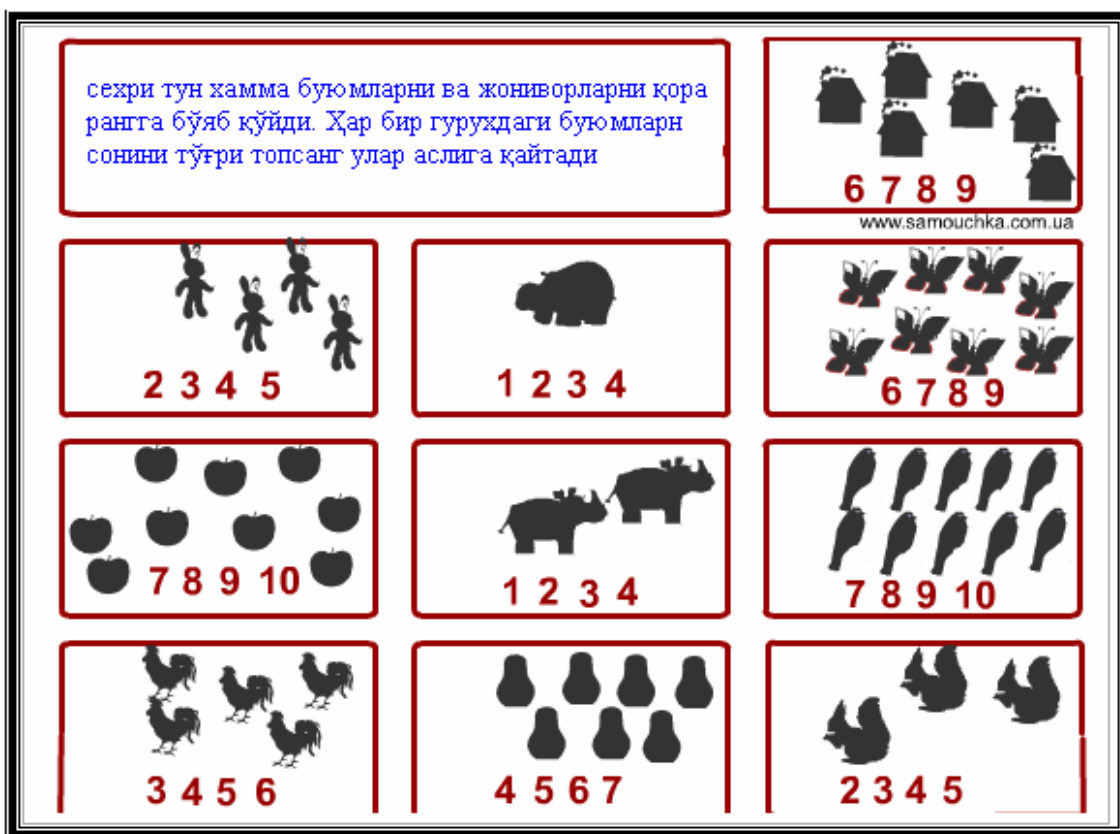 сехри тун хамма буюмларни ва жониворларни қора
рангга бўяб қўйди. Ҳар бир гурухдаги буюмларн
сонини тўғри топсанг улар аслига қайтади
6 7 8 9
www.samouchka.com.ua
2 3 4 5
1 2 3 4
6 7 8 9
7 8 9 10
1 2 3 4
7 8 9 10
3 4 5 6
4 5 6 7
2 3 4 5